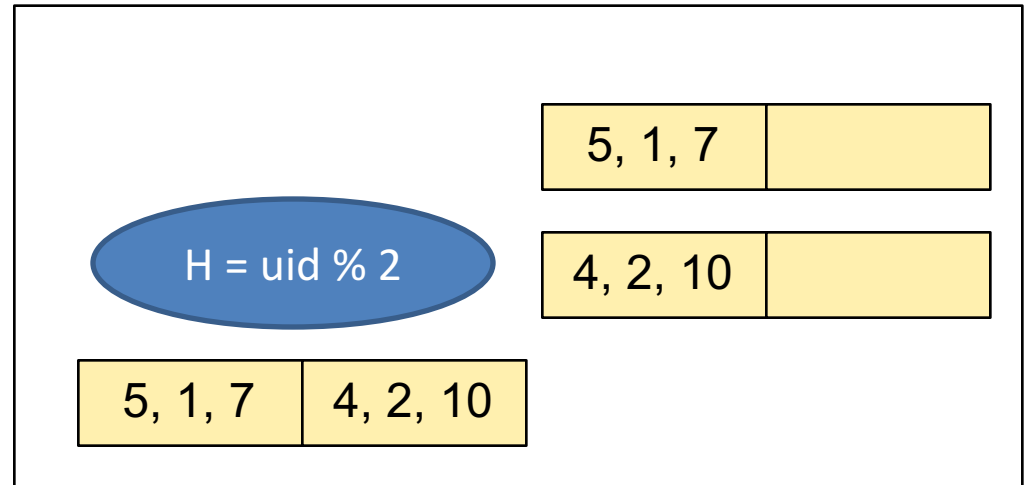 5, 1, 7
H = uid % 2
4, 2, 10
5, 1, 7 4, 2, 10